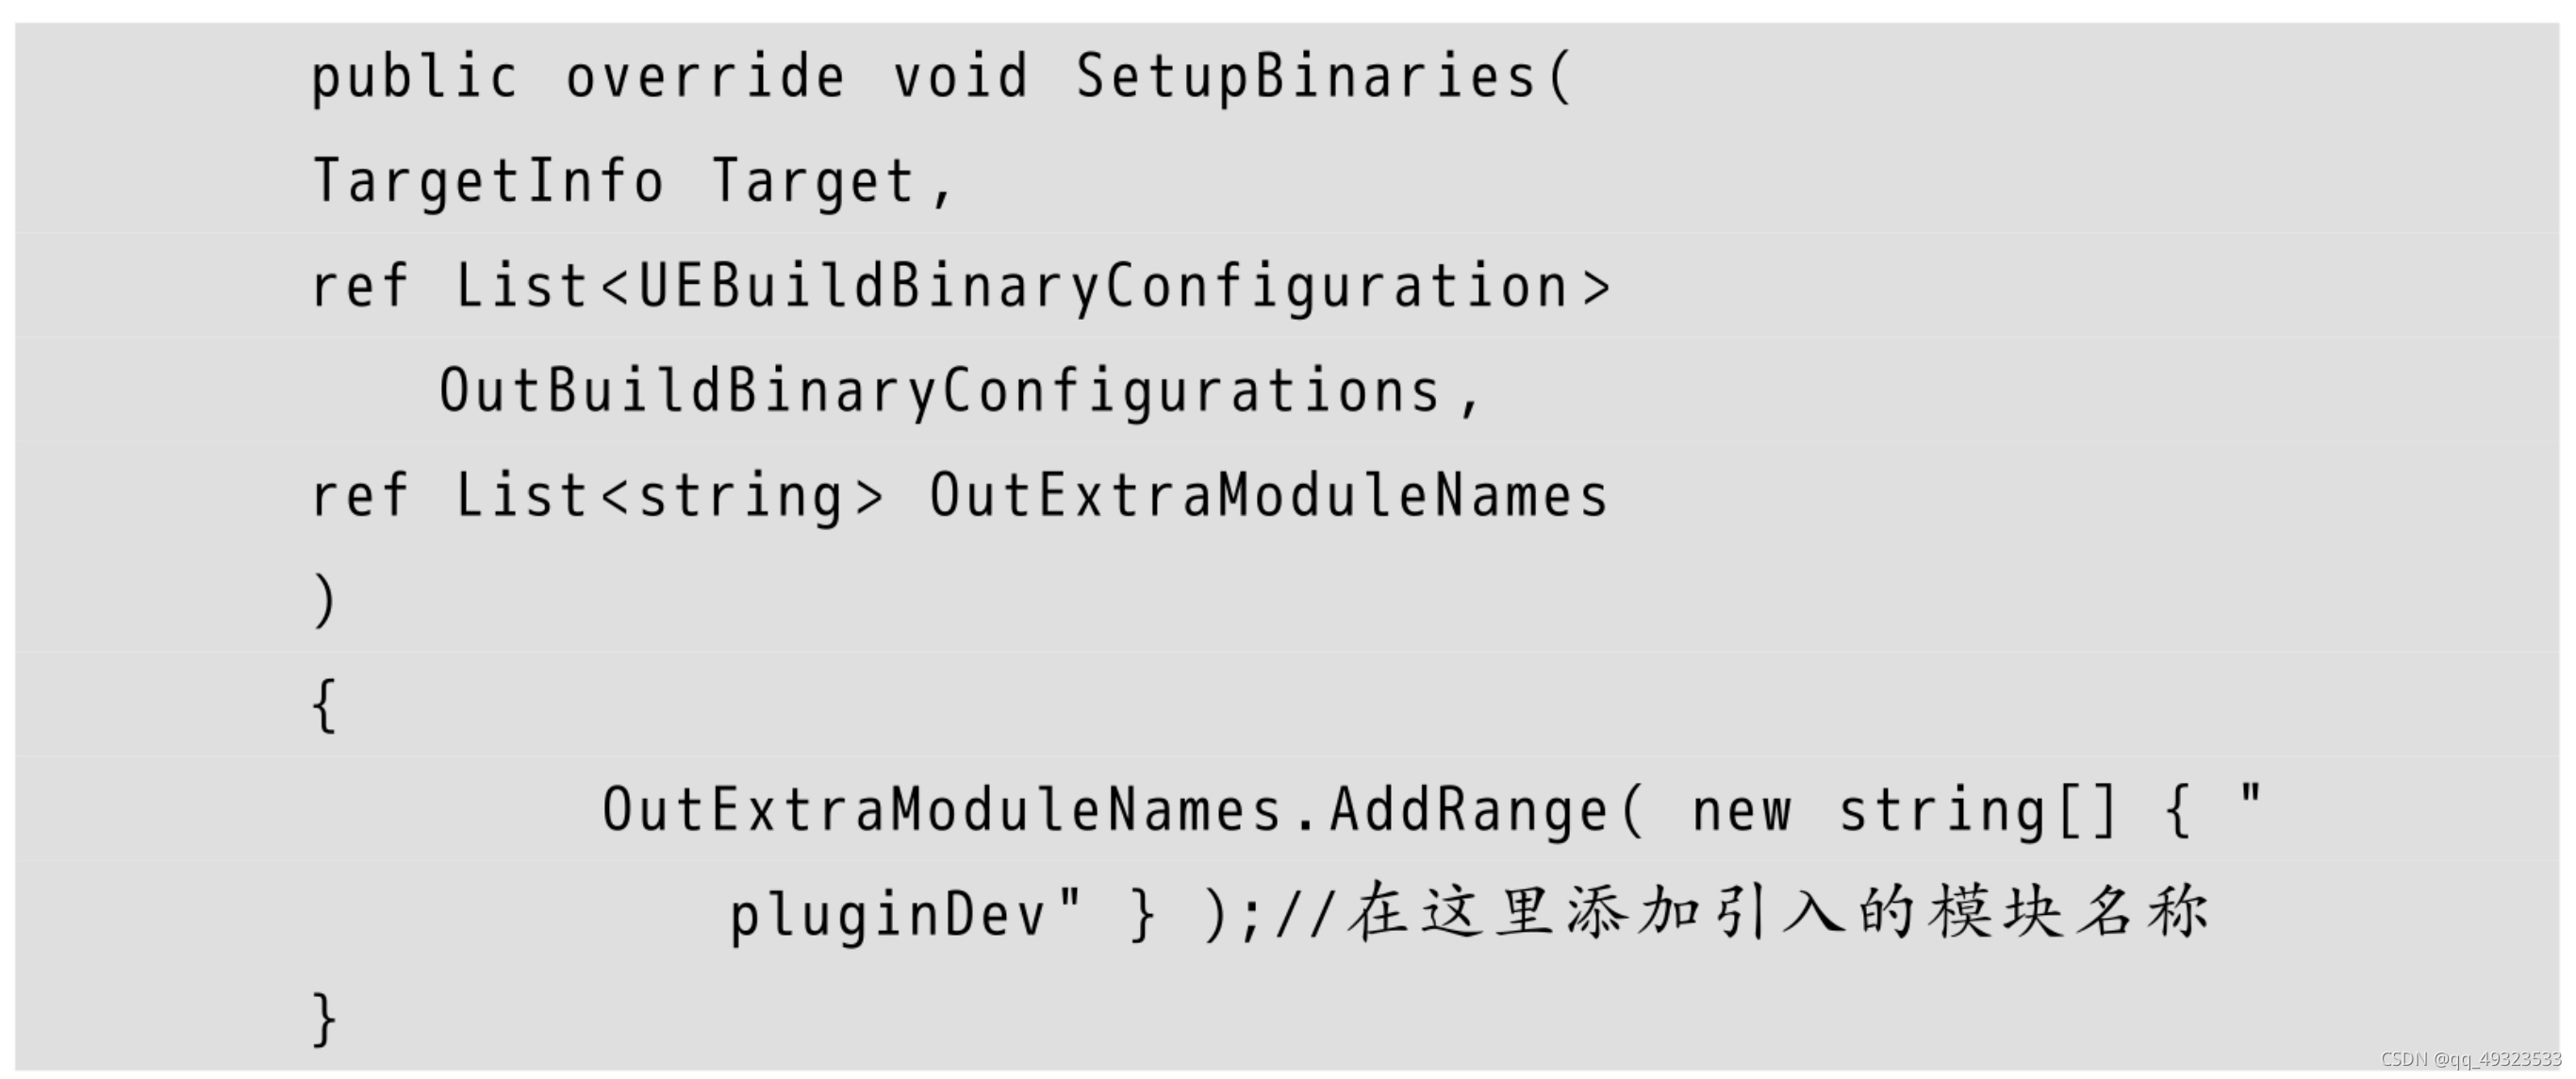 public override void SetupBinaries(
TargetInfo Target,
ref List<UEBuildBinaryConfiguration>
OutBuildBinaryConfigurations,
ref List<string> OutExtraModuleNames
)
{
OutExtraModuleNames.AddRange( new string[] { "
pluginDev" } );//在这里添加引入的模块名称
}
CSDN @qq_49323533